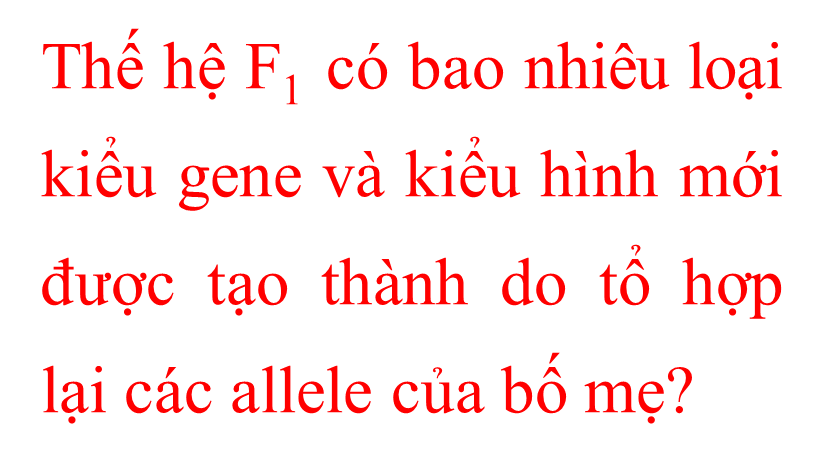 Thế hệ F₁ có bao nhiêu loại
kiểu gene và kiểu hình mới
được tạo thành do tổ hợp
lại các allele của bố mẹ?